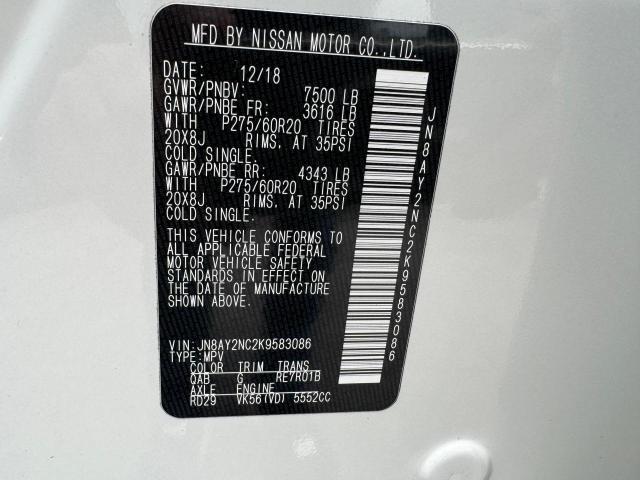 MFD BY NISSAN MOTOR CO.,LTD.
DATE: 12/18
GVWR/PNBV: 7500 LB
GAWR/PNBE FR: 3616 LB
WITH P275/60R20 TIRES
20X8J RIMS, AT 35PSI
COLD SINGLE.
GAWR/PNBE RR: 4343 LB
WITH P275/60R20 TIRES
20X8J RIMS, AT 35PSI
COLD SINGLE.
THIS VEHICLE CONFORMS TO
ALL APPLICABLE FEDERAL
MOTOR VEHICLE SAFETY
STANDARDS IN EFFECT ON
THE DATE OF MANUFACTURE
SHOWN ABOVE.
VIN: JN8AY2NC2K9583086
TYPE: MPV
COLOR TRIM TRANS
QAB G RE7R01B
AXLE ENGINE
RD29 VK56(VD) 5552CC
JN8AY2NC2K9583086